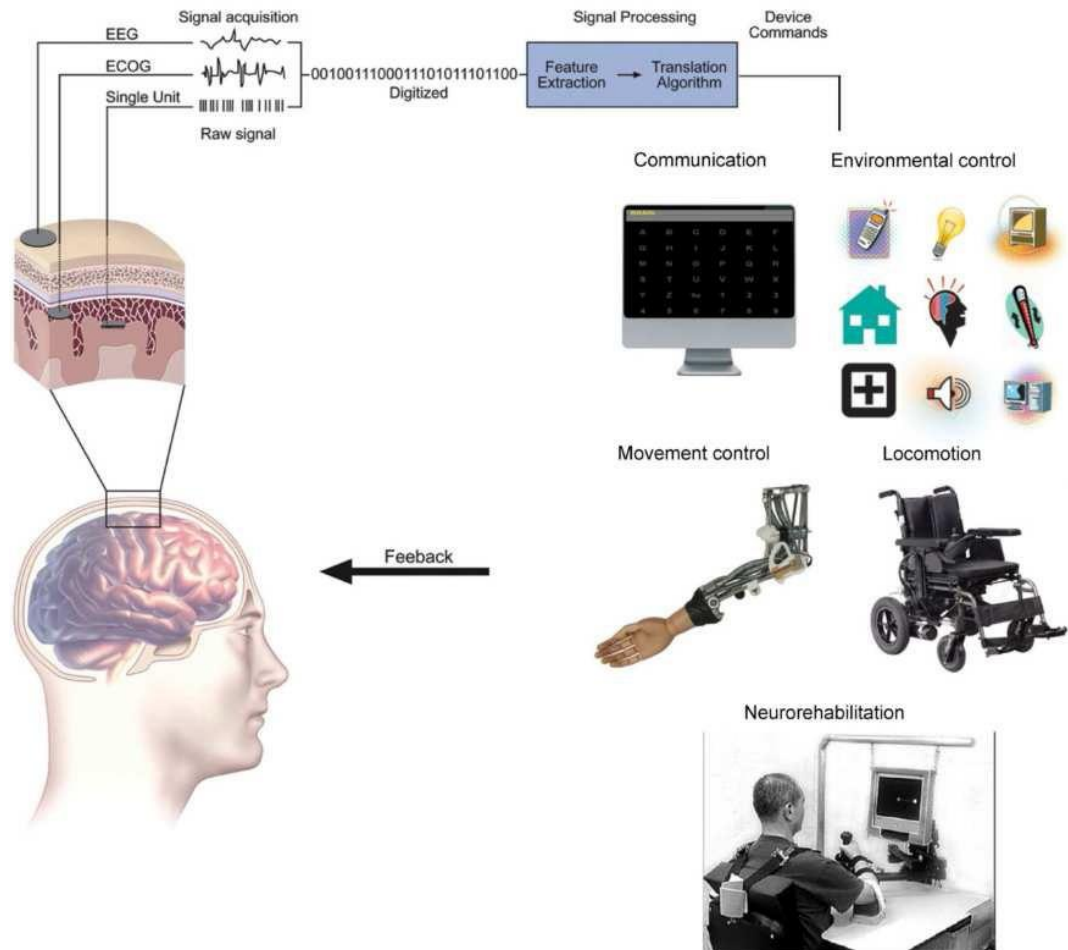 Signal acquisition
EEG
ECOG
Single Unit
Raw signal
001001110001110101011101100
Digitized
Signal Processing
Feature
Extraction
Translation
Algorithm
Device
Commands
Communication
A B C D E F
G H I J K L
M N O P Q R
S T U V W X
Environmental control
Movement control
Locomotion
Feeback
Neurorehabilitation